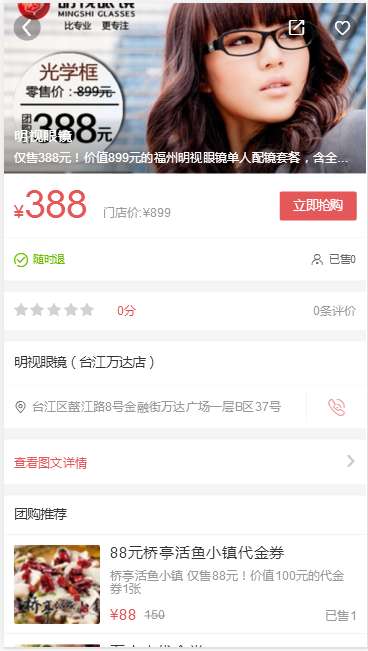 明视眼镜
MINGSHI GLASSES
比专业 更专注
光学框
零售价：899元
388元
明视眼镜
仅售388元！价值899元的福州明视眼镜单人配镜套餐，含全...
¥388 门店价:¥899 立即抢购
随时退 已售0
0分 0条评价
明视眼镜（台江万达店）
台江区鳌江路8号金融街万达广场一层B区37号
查看图文详情
团购推荐
88元桥亭活鱼小镇代金券
桥亭活鱼小镇 仅售88元！价值100元的代金
券1张
¥88 150 已售1